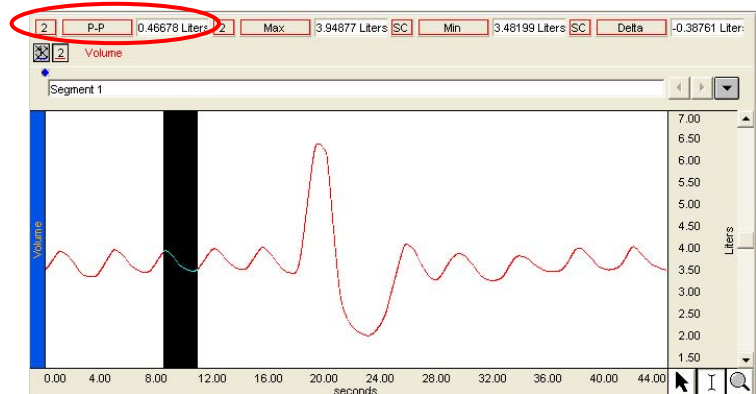 2 P-P 0.46678 Liters 2 Max 3.94877 Liters SC Min 3.48199 Liters SC Delta -0.38761 Liter:
2 Volume
Segment 1
Volume
7.00
6.50
6.00
5.50
5.00
4.50
4.00
3.50
3.00
2.50
2.00
1.50
Liters
0.00 4.00 8.00 12.00 16.00 20.00 24.00 28.00 32.00 36.00 40.00 44.00
seconds